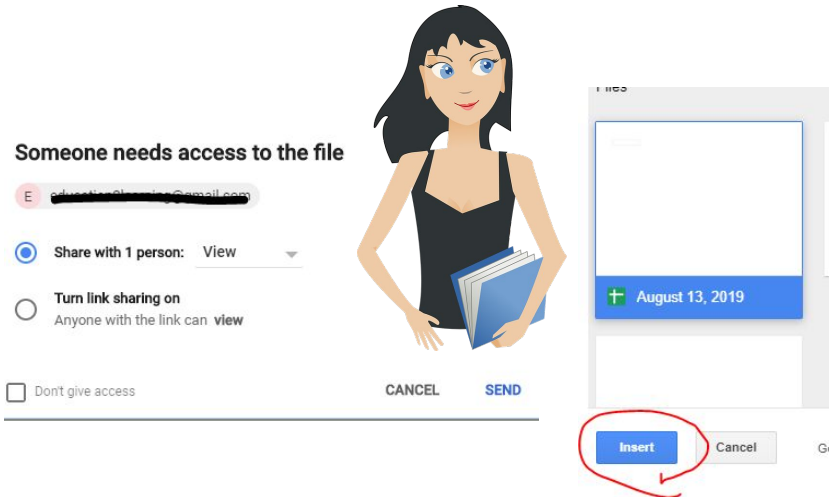 Someone needs access to the file
E
Share with 1 person: View
Turn link sharing on
Anyone with the link can view
Don't give access
CANCEL SEND
Files
August 13, 2019
Insert Cancel